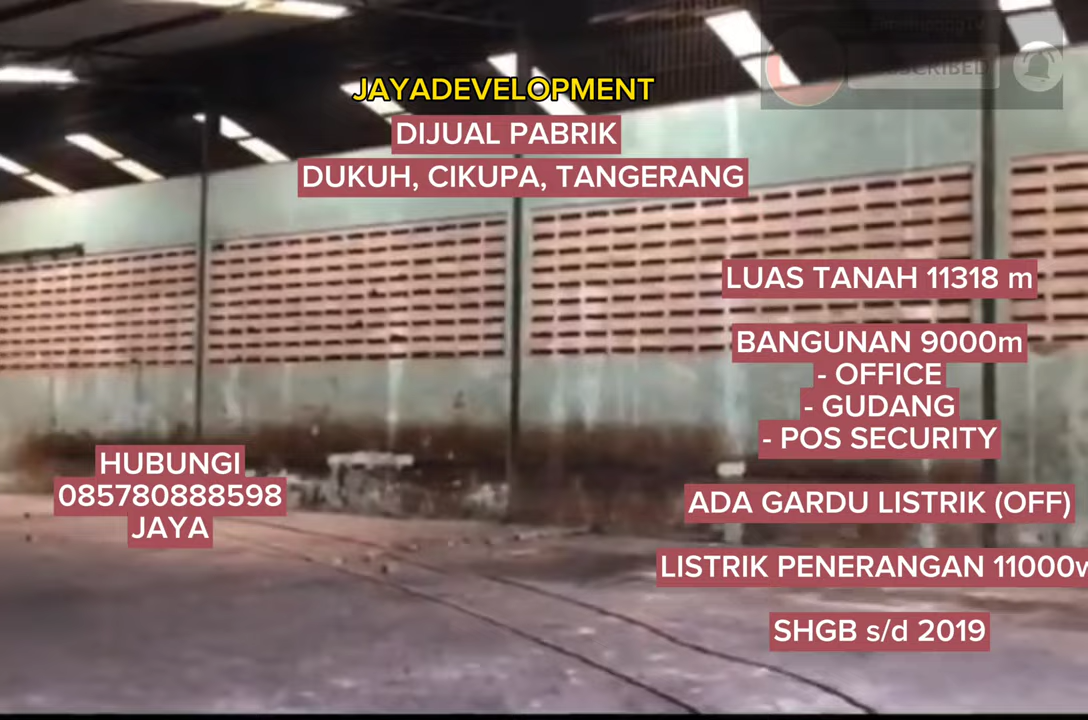 JAYADEVELOPMENT
DIJUAL PABRIK
DUKUH, CIKUPA, TANGERANG
LUAS TANAH 11318 m
BANGUNAN 9000m
- OFFICE
- GUDANG
- POS SECURITY
HUBUNGI
085780888598
JAYA
ADA GARDU LISTRIK (OFF)
LISTRIK PENERANGAN 11000w
SHGB s/d 2019